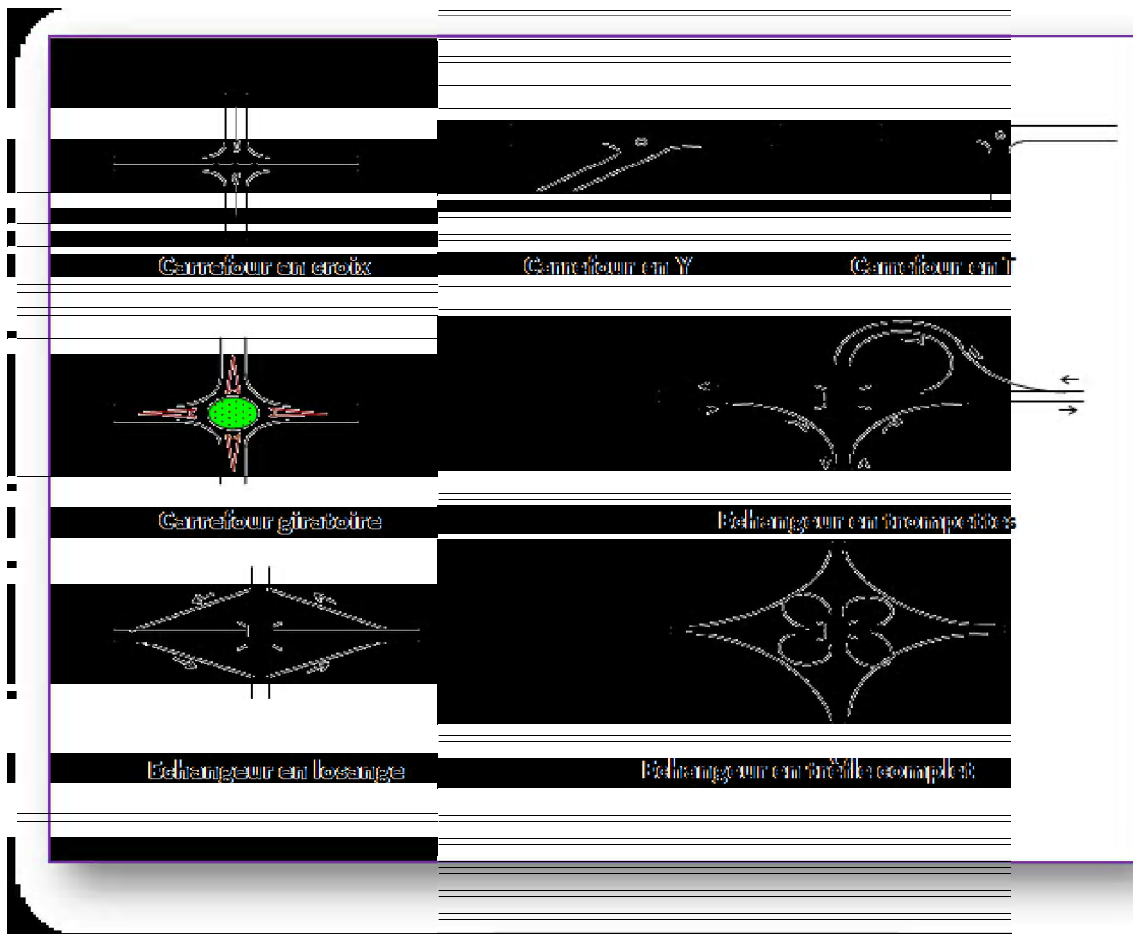 Carrefour en croix
Carrefour en Y
Carrefour en T
Carrefour giratoire
Echangeur en trompettes
Echangeur en losange
Echangeur en trèfle complet